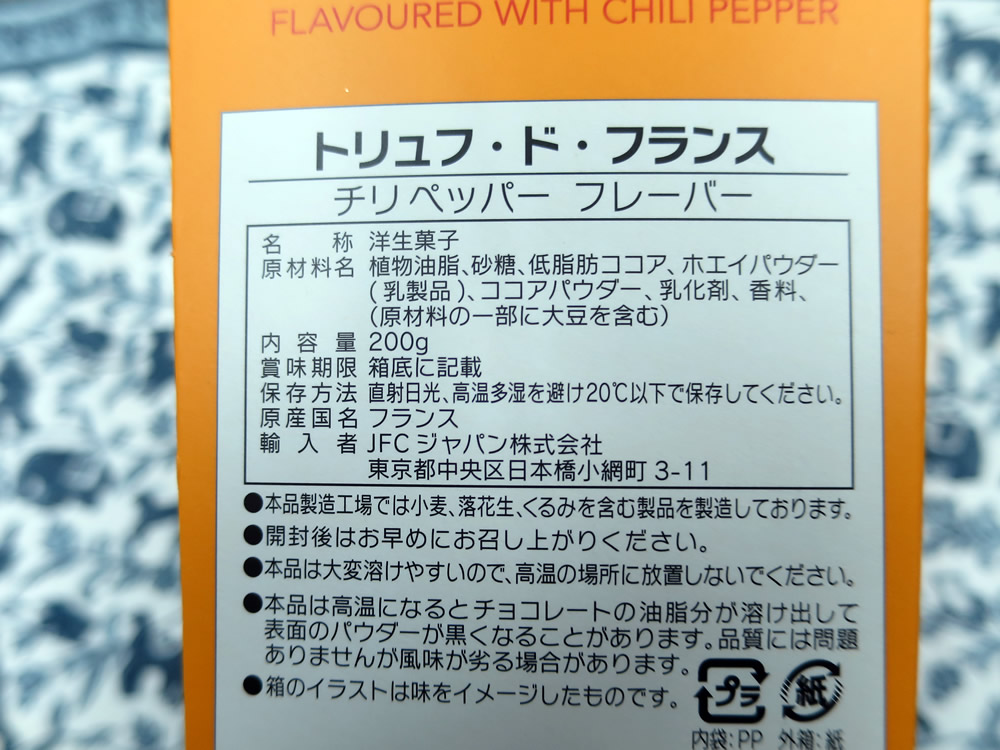 FLAVOURED WITH CHILI PEPPER
トリュフ・ド・フランス
チリペッパー フレーバー
名称 洋生菓子
原材料名 植物油脂、砂糖、低脂肪ココア、ホエイパウダー
(乳製品)、ココアパウダー、乳化剤、香料、
(原材料の一部に大豆を含む)
内容量 200g
賞味期限 箱底に記載
保存方法 直射日光、高温多湿を避け20℃以下で保存してください。
原産国名 フランス
輸入者 JFCジャパン株式会社
東京都中央区日本橋小網町 3-11
●本品製造工場では小麦、落花生、くるみを含む製品を製造しております。
●開封後はお早めにお召し上がりください。
●本品は大変溶けやすいので、高温の場所に放置しないでください。
●本品は高温になるとチョコレートの油脂分が溶け出して
表面のパウダーが黒くなることがあります。品質には問題
ありませんが風味が劣る場合があります。
●箱のイラストは味をイメージしたものです。
プラ 紙
内袋:PP 外箱:紙